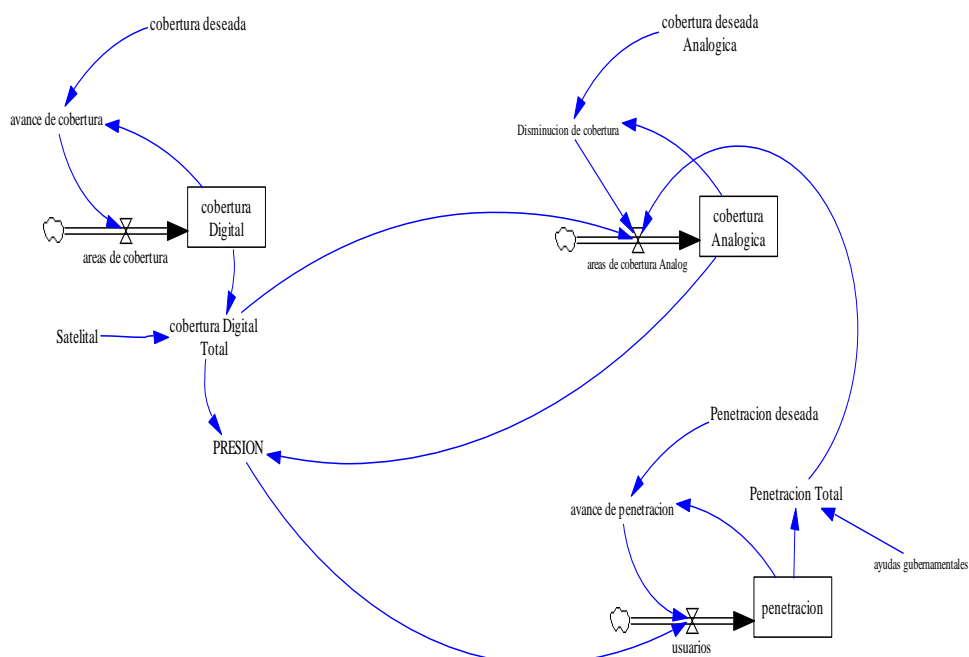 cobertura deseada
avance de cobertura
cobertura
Digital
areas de cobertura
Satelital
cobertura Digital
Total
PRESION
cobertura deseada
Analogica
Disminucion de cobertura
cobertura
Analogica
areas de cobertura Analog
Penetracion deseada
avance de penetracion
Penetracion Total
ayudas gubernamentales
penetracion
usuarios